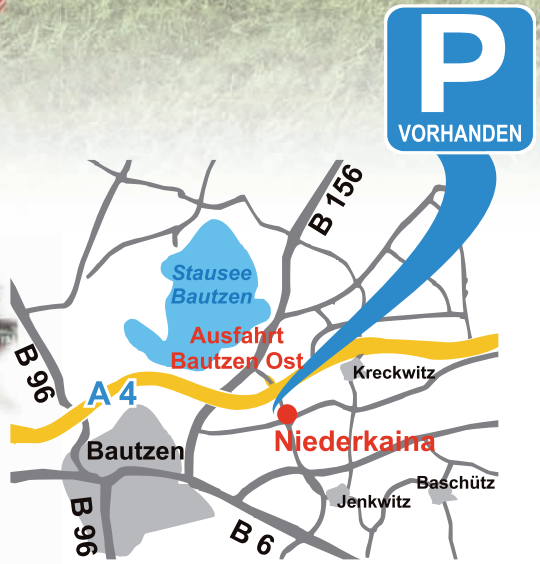 P
VORHANDEN
B 156
Stausee
Bautzen
Ausfahrt
Bautzen Ost
B 96
Kreckwitz
A 4
Niederkaina
Bautzen
Baschütz
Jenkwitz
B 96
B 6